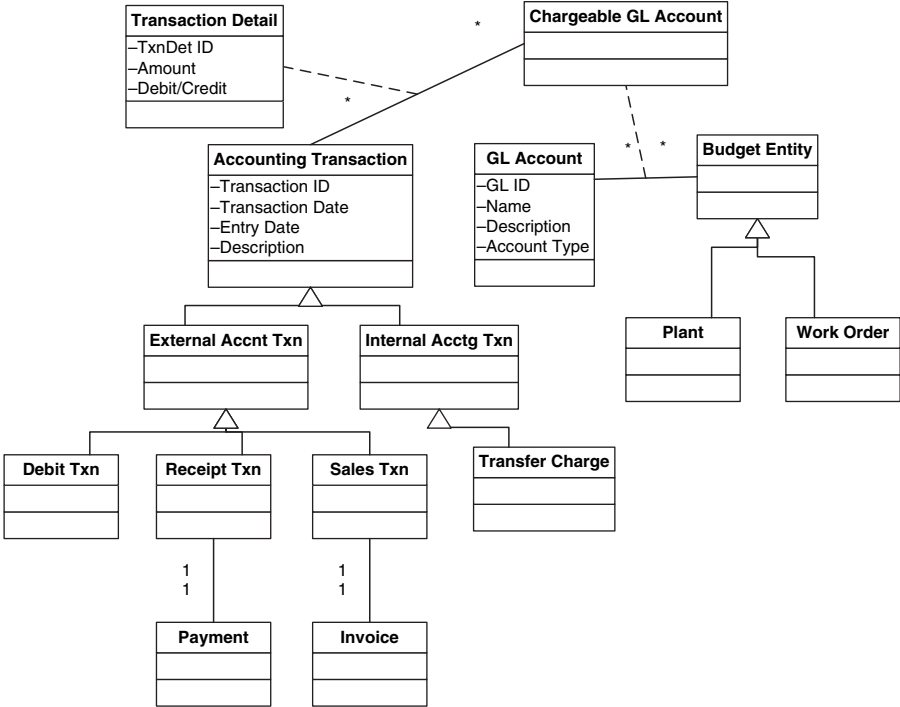 Transaction Detail
–TxnDet ID
–Amount
–Debit/Credit
*
*
Chargeable GL Account
Accounting Transaction
–Transaction ID
–Transaction Date
–Entry Date
–Description
GL Account
–GL ID
–Name
–Description
–Account Type
*
*
Budget Entity
External Accnt Txn
Internal Acctg Txn
Plant
Work Order
Debit Txn
Receipt Txn
Sales Txn
Transfer Charge
1
1
1
1
Payment
Invoice